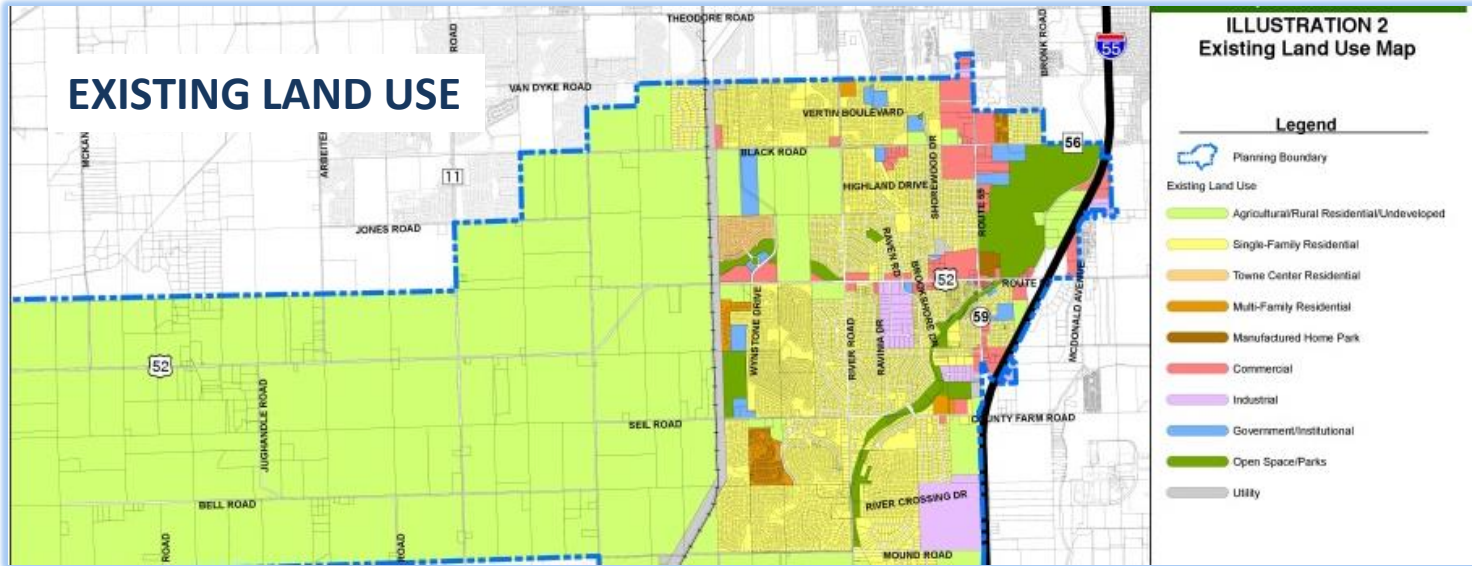 EXISTING LAND USE
THEODORE ROAD
ROAD
BRONK ROAD
55
VAN DYKE ROAD
VERTIN BOULEVARD
MCKAN
ARBEITER
11
BLACK ROAD
56
HIGHLAND DRIVE
SHOREWOOD DR
ROUTE 59
JONES ROAD
RAVEN RD
BROOKSHORE DR
52
ROUTE
59
MCDONALD AVENUE
WYNSTONE DRIVE
RIVER ROAD
RAVINIA DR
52
JUGHANDLE ROAD
SEIL ROAD
COUNTY FARM ROAD
BELL ROAD
RIVER CROSSING DR
ROAD
ROAD
MOUND ROAD
ILLUSTRATION 2
Existing Land Use Map
Legend
Planning Boundary
Existing Land Use
Agricultural/Rural Residential/Undeveloped
Single-Family Residential
Towne Center Residential
Multi-Family Residential
Manufactured Home Park
Commercial
Industrial
Government/Institutional
Open Space/Parks
Utility